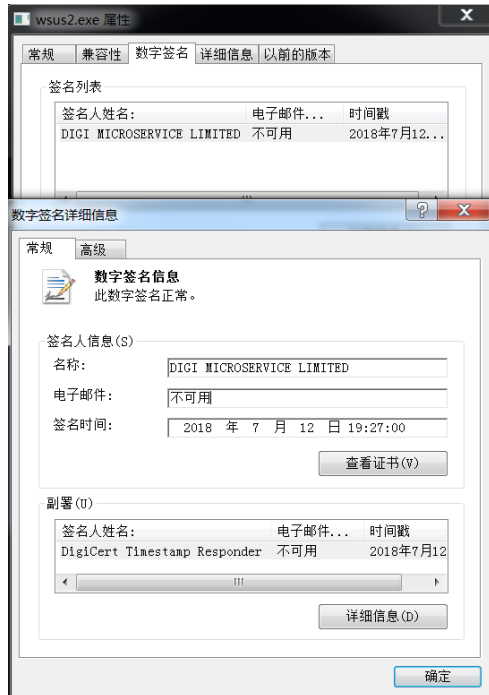 wsus2.exe 属性
常规 兼容性 数字签名 详细信息 以前的版本
签名列表
签名人姓名: 电子邮件... 时间戳
DIGI MICROSERVICE LIMITED 不可用 2018年7月12...
数字签名详细信息
常规 高级
数字签名信息
此数字签名正常。
签名人信息(S)
名称: DIGI MICROSERVICE LIMITED
电子邮件: 不可用
签名时间: 2018 年 7 月 12 日 19:27:00
查看证书(V)
副署(U)
签名人姓名: 电子邮件... 时间戳
DigiCert Timestamp Responder 不可用 2018年7月12
详细信息(D)
确定